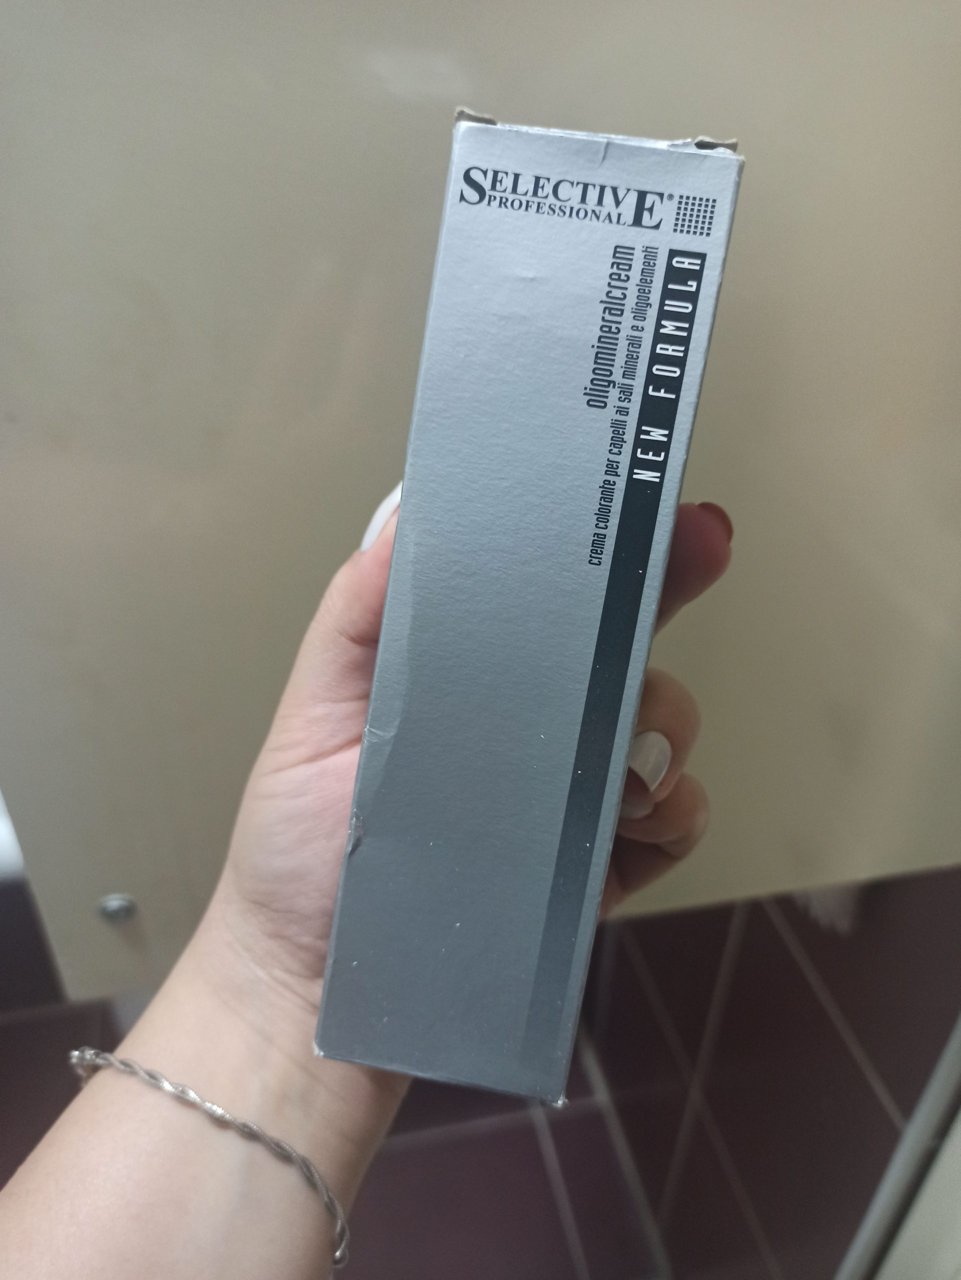 SELECTIVE®
PROFESSIONAL
oligomineralcream
crema colorante per capelli ai sali minerali e oligoelementi
NEW FORMULA